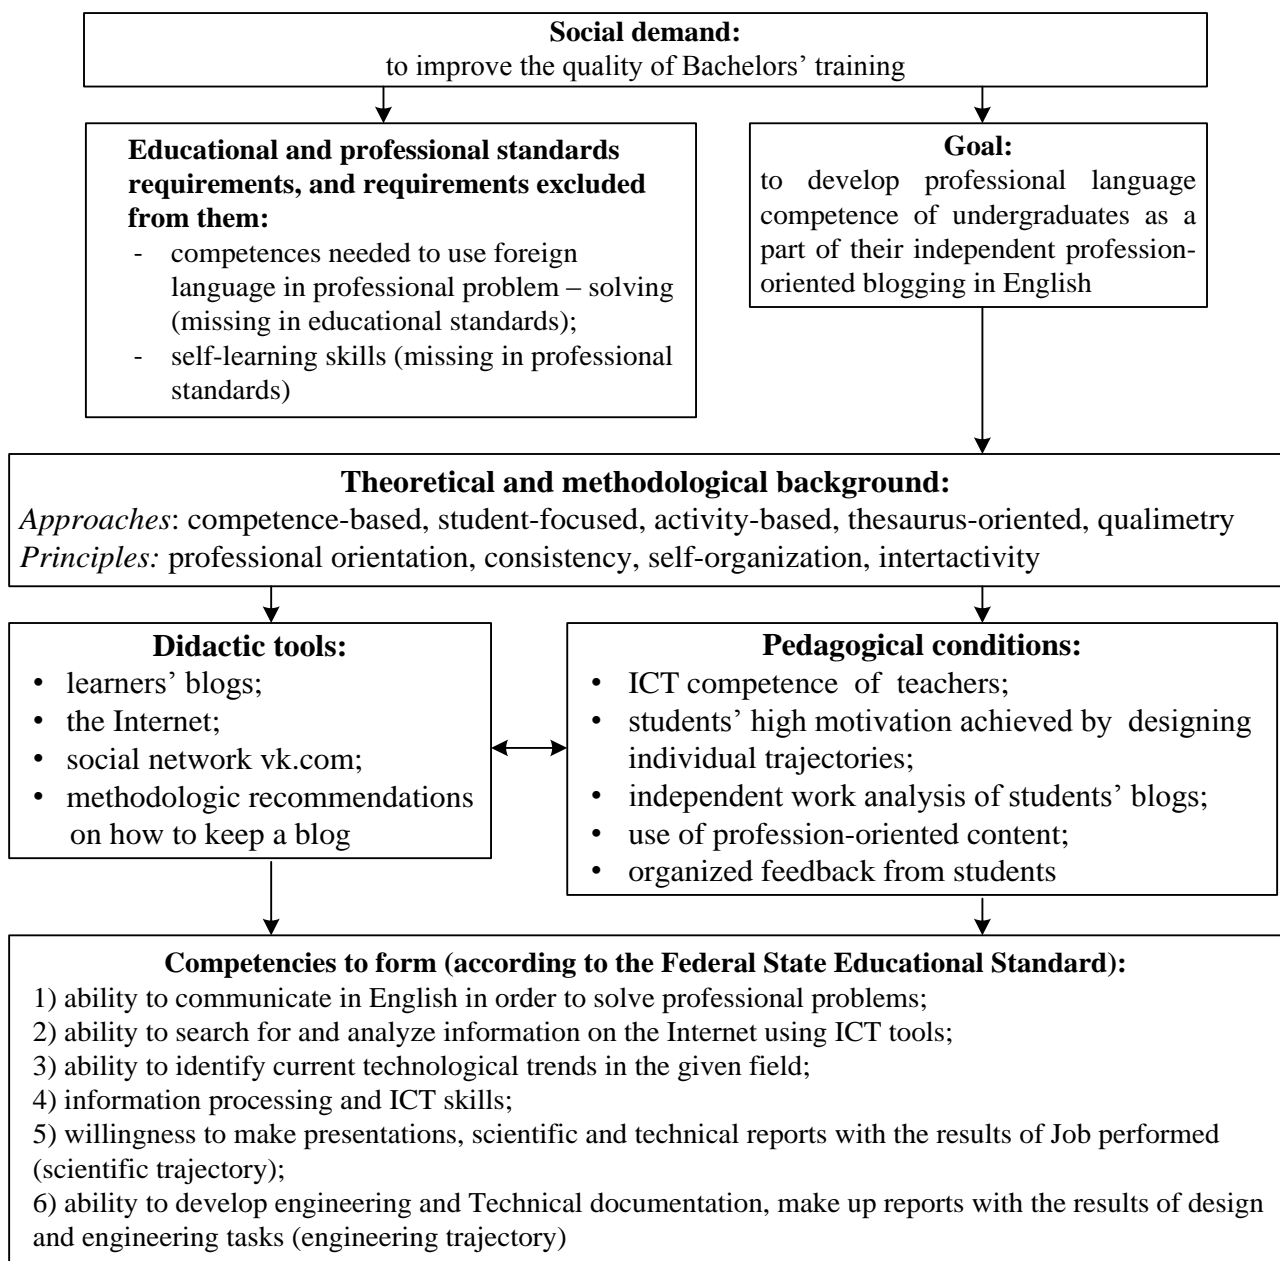 Social demand:
to improve the quality of Bachelors’ training
Educational and professional standards
requirements, and requirements excluded
from them:
- competences needed to use foreign
language in professional problem – solving
(missing in educational standards);
- self-learning skills (missing in professional
standards)
Goal:
to develop professional language
competence of undergraduates as a
part of their independent profession-
oriented blogging in English
Theoretical and methodological background:
Approaches: competence-based, student-focused, activity-based, thesaurus-oriented, qualimetry
Principles: professional orientation, consistency, self-organization, intertactivity
Didactic tools:
• learners’ blogs;
• the Internet;
• social network vk.com;
• methodologic recommendations
on how to keep a blog
Pedagogical conditions:
• ICT competence of teachers;
• students’ high motivation achieved by designing
individual trajectories;
• independent work analysis of students’ blogs;
• use of profession-oriented content;
• organized feedback from students
Competencies to form (according to the Federal State Educational Standard):
1) ability to communicate in English in order to solve professional problems;
2) ability to search for and analyze information on the Internet using ICT tools;
3) ability to identify current technological trends in the given field;
4) information processing and ICT skills;
5) willingness to make presentations, scientific and technical reports with the results of Job performed
(scientific trajectory);
6) ability to develop engineering and Technical documentation, make up reports with the results of design
and engineering tasks (engineering trajectory)